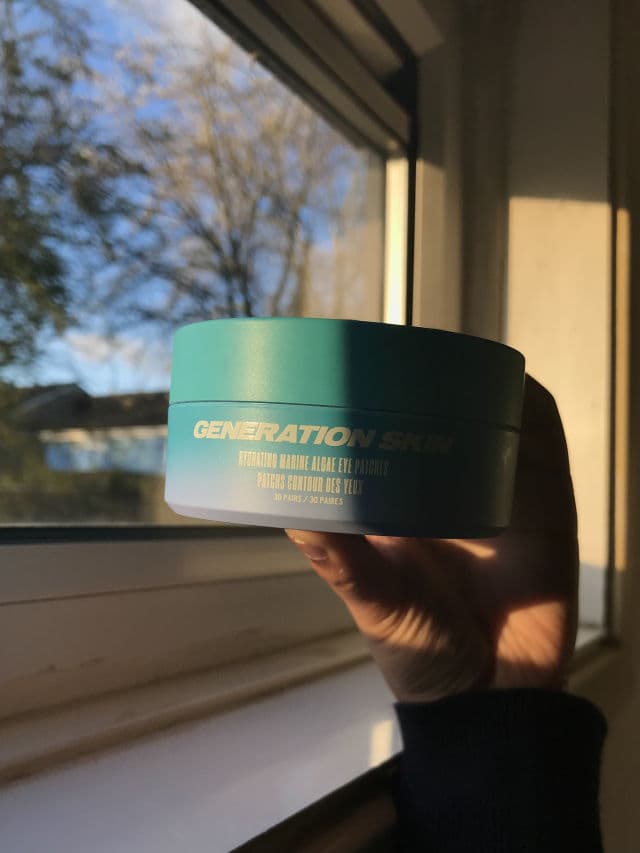 GENERATION SKIN
HYDRATING MARINE ALGAE EYE PATCHES
PATCHS CONTOUR DES YEUX
30 PAIRS / 30 PAIRES